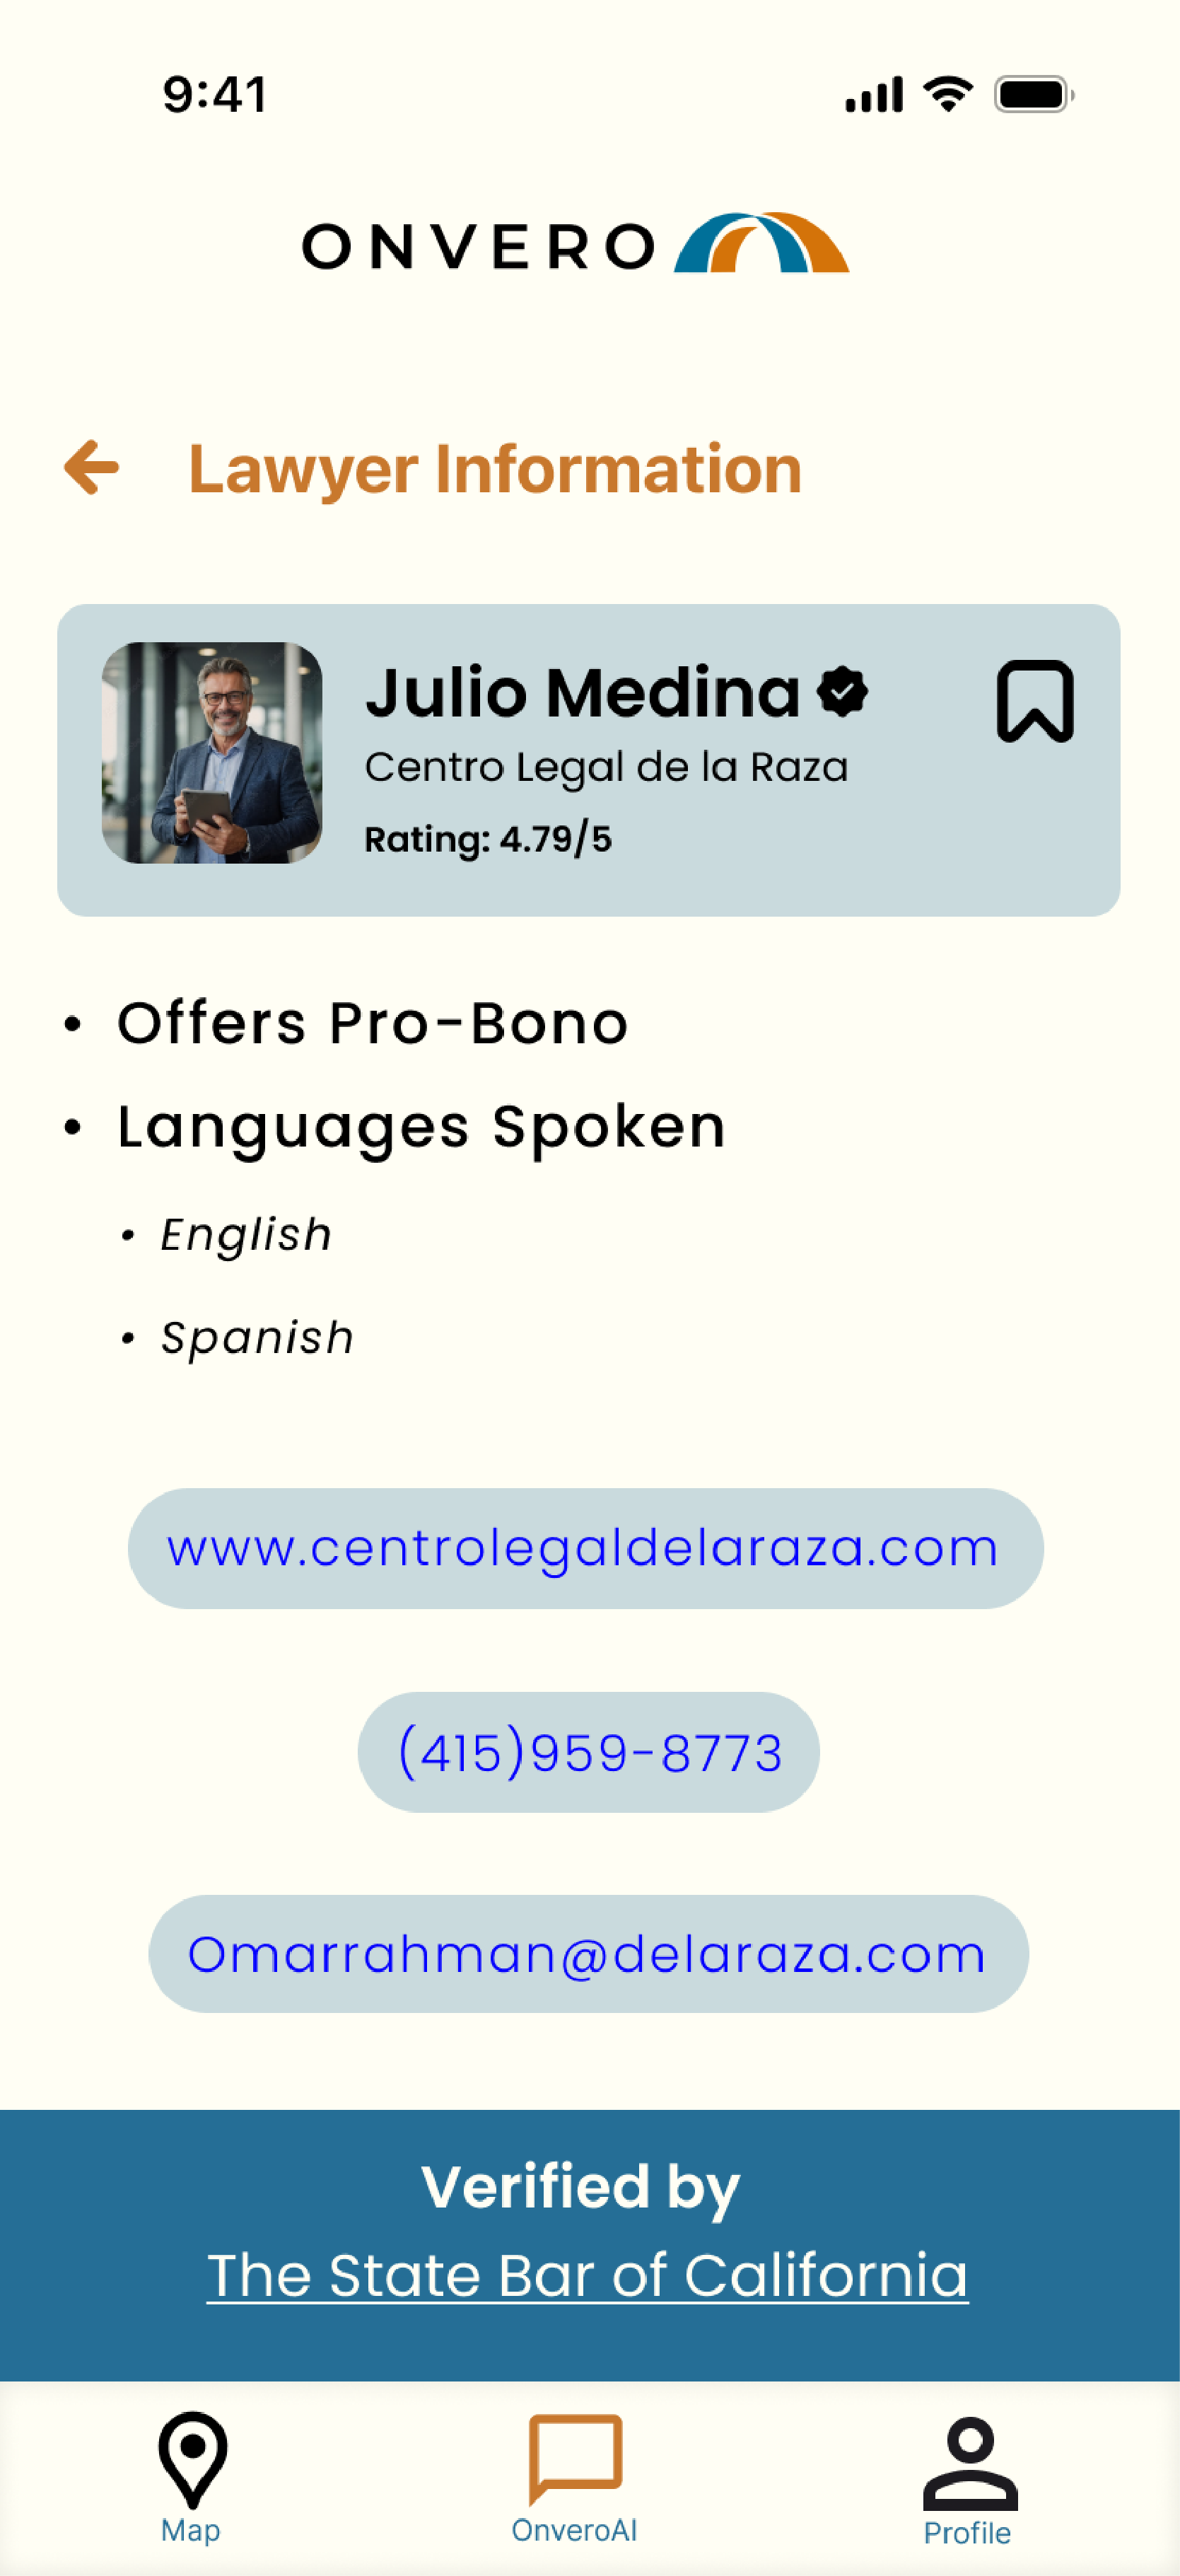 9:41
ONVERO
Lawyer Information
Julio Medina
Centro Legal de la Raza
Rating: 4.79/5
• Offers Pro-Bono
• Languages Spoken
• English
• Spanish
www.centrolegaldelaraza.com
(415)959-8773
Omarrahman@delaraza.com
Verified by
The State Bar of California
Map OnveroAI Profile